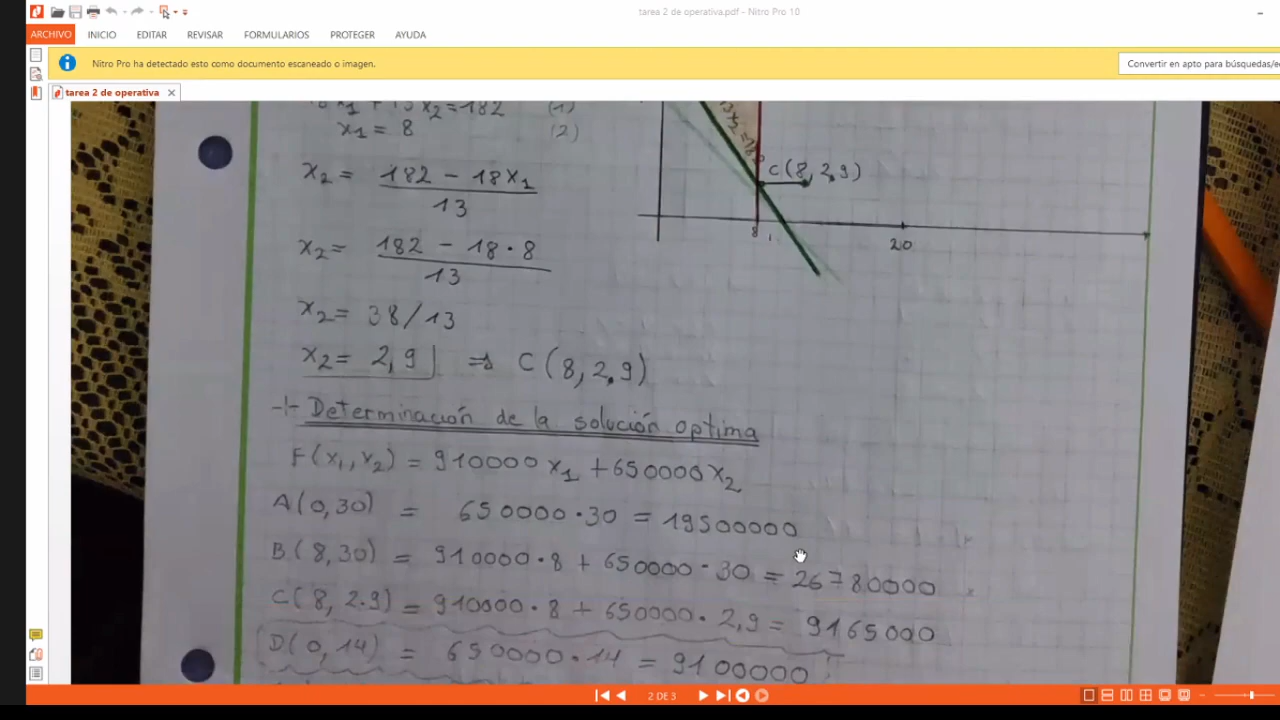 tarea 2 de operativa.pdf - Nitro Pro 10
ARCHIVO INICIO EDITAR REVISAR FORMULARIOS PROTEGER AYUDA
Nitro Pro ha detectado esto como documento escaneado o imagen.
Convertir en apto para búsquedas/e
tarea 2 de operativa
x₂ = 182 (1)
x₁ = 8 (2)
x₂ = 182 - 18x₁
13
x₂ = 182 - 18 · 8
13
x₂ = 38/13
x₂ = 2,9 ⇒ C(8, 2.9)
C(8, 2,9)
8
20
Determinación de la solución optima
F(x₁, x₂) = 910000 x₁ + 650000 x₂
A(0,30) = 650000 · 30 = 19500000
B(8,30) = 910000 · 8 + 650000 · 30 = 26780000
C(8, 2.9) = 910000 · 8 + 650000 · 2,9 = 9165000
D(0,14) = 650000 · 14 = 9100000
2 DE 3